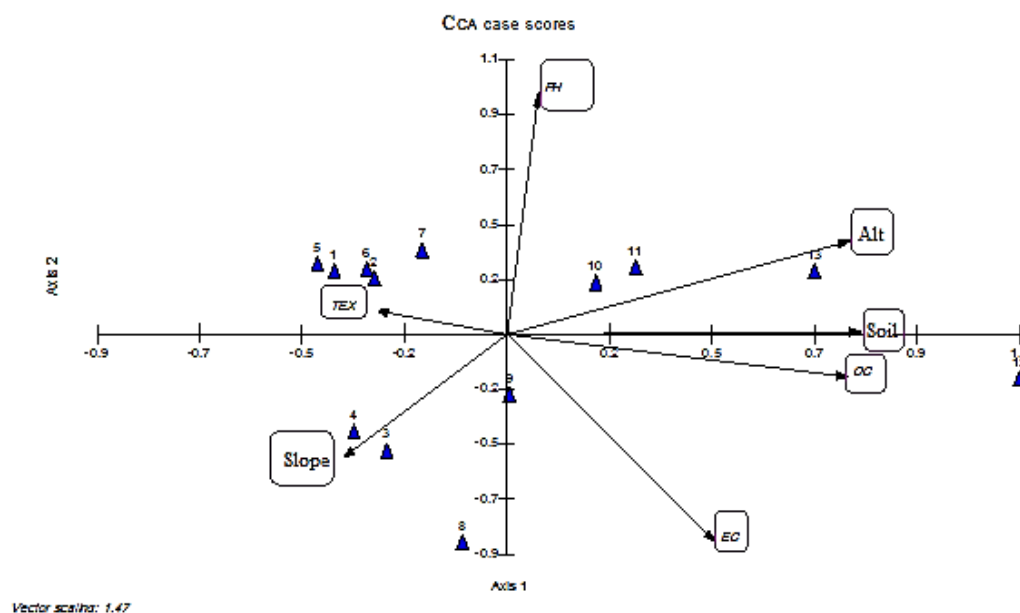 CCA case scores
1.1
PH
0.9
0.7
0.5
Alt
7
5 1 6 2
11
13
10
0.2
TEX
Axis 2
Soil
-0.9 -0.7 -0.5 -0.2
0.2 0.5 0.7 0.9
OC
9
-0.2
4
3
-0.5
Slope
-0.7
8
EC
-0.9
Axis 1
Vector scaling: 1.47